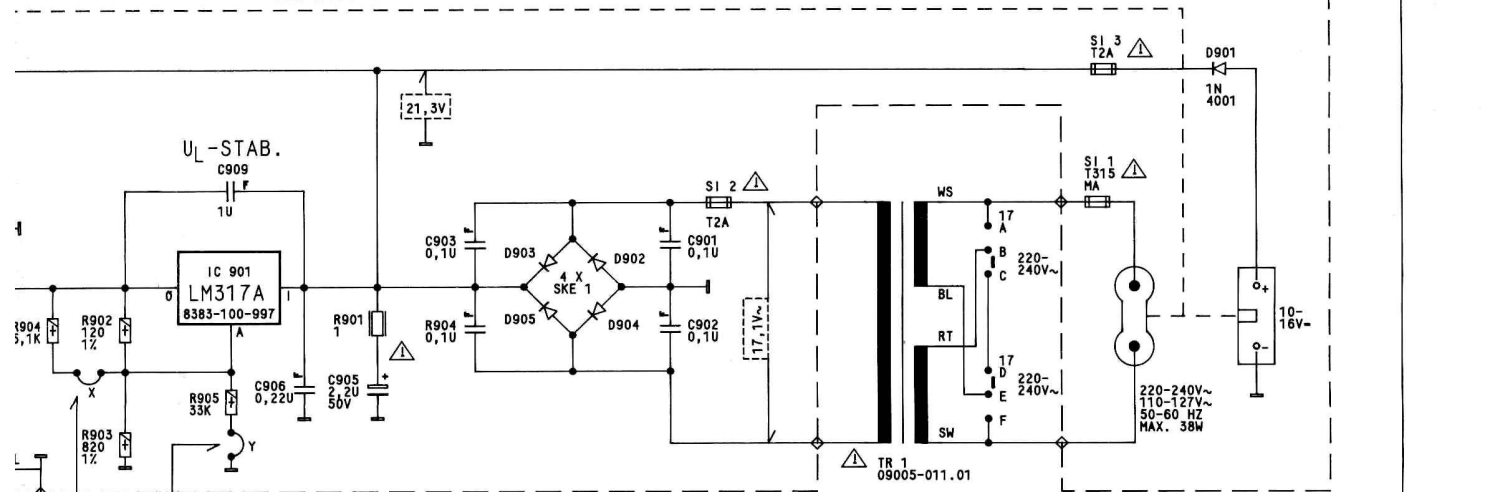 SI 3
T2A
D901
1N
4001
21,3V
UL-STAB.
C909
1U
F
SI 1
T315
MA
SI 2
T2A
WS
17
A
B
C
220-
240V~
C903
0,1U
F
D903
D902
4 X
SKE 1
D905
D904
C901
0,1U
F
IC 901
LM317A
8383-100-997
O
I
A
R904
5,1K
R902
120
1%
R901
1
R904
0,1U
F
C902
0,1U
F
17,1V~
BL
RT
10-
16V=
+
-
X
R905
33K
C906
0,22U
F
C905
2,2U
50V
+
17
D
E
F
220-
240V~
220-240V~
110-127V~
50-60 HZ
MAX. 38W
R903
820
1%
Y
SW
L
TR 1
09005-011.01